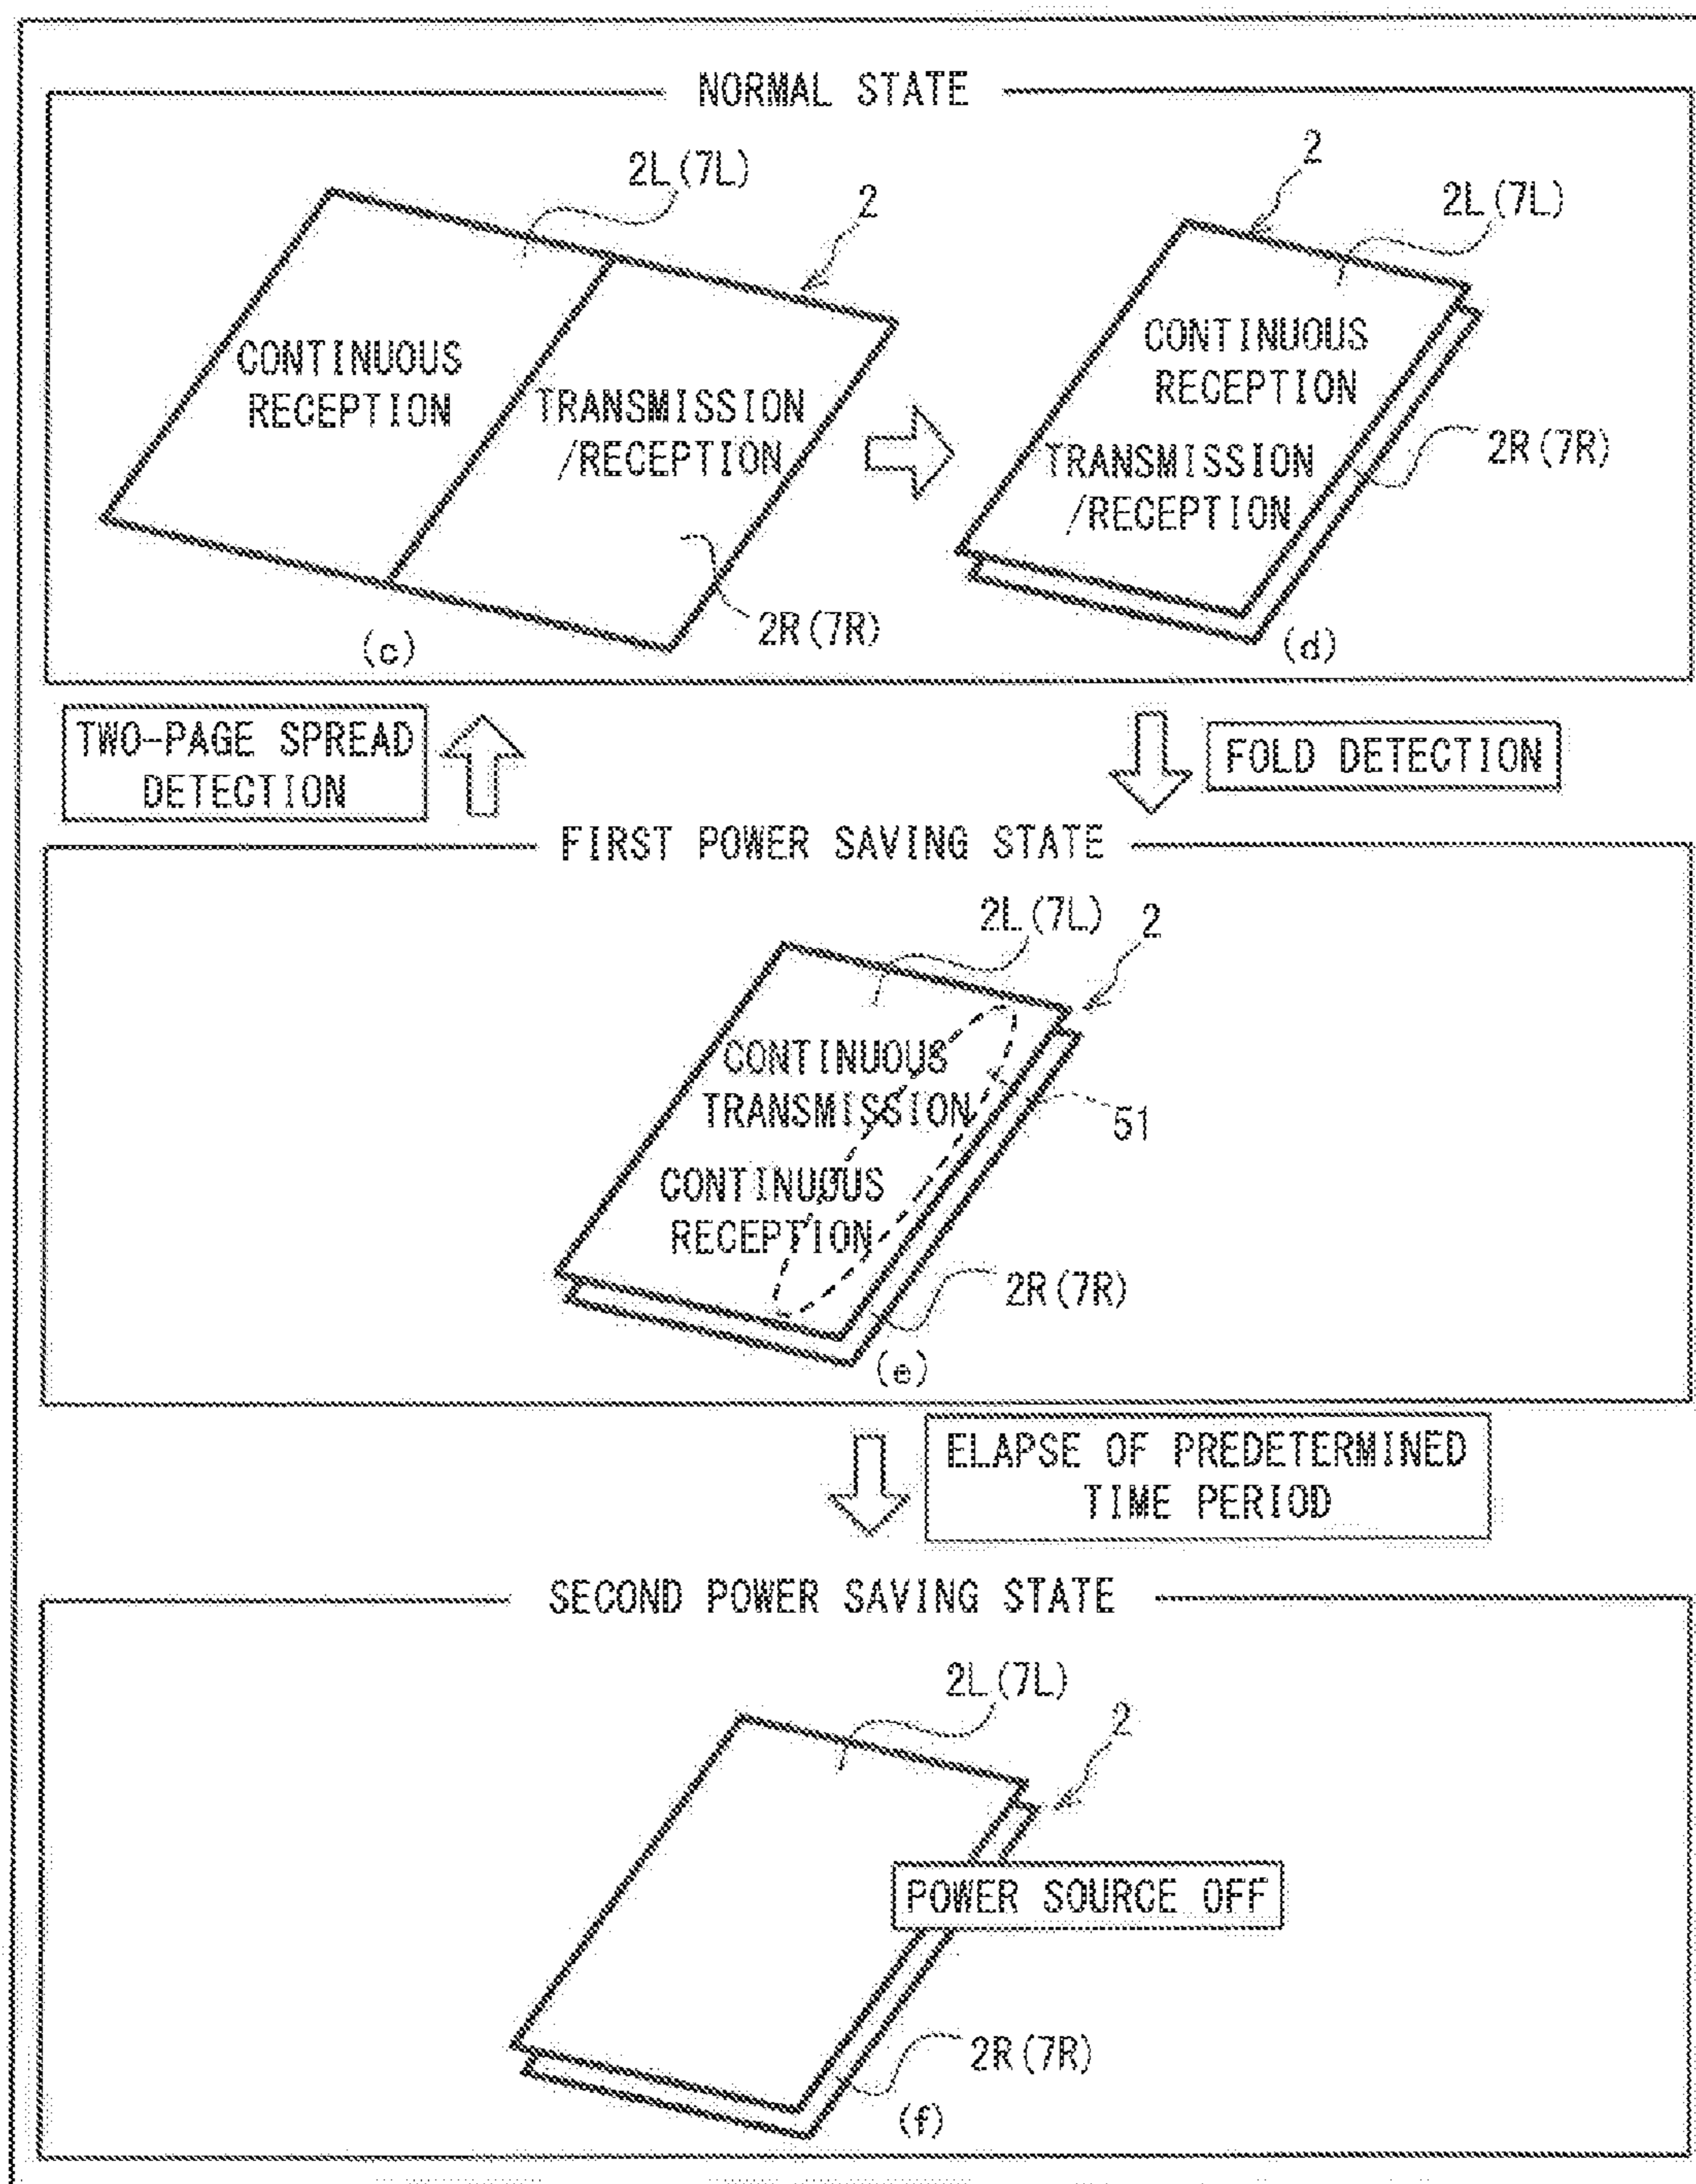 NORMAL STATE
2L(7L)
2
CONTINUOUS
RECEPTION
TRANSMISSION
/RECEPTION
2R(7R)
(c)
2
2L(7L)
CONTINUOUS
RECEPTION
TRANSMISSION
/RECEPTION
2R(7R)
(d)
TWO-PAGE SPREAD
DETECTION
FOLD DETECTION
FIRST POWER SAVING STATE
2L(7L)
2
CONTINUOUS
TRANSMISSION
51
CONTINUOUS
RECEPTION
2R(7R)
(e)
ELAPSE OF PREDETERMINED
TIME PERIOD
SECOND POWER SAVING STATE
2L(7L)
2
POWER SOURCE OFF
2R(7R)
(f)